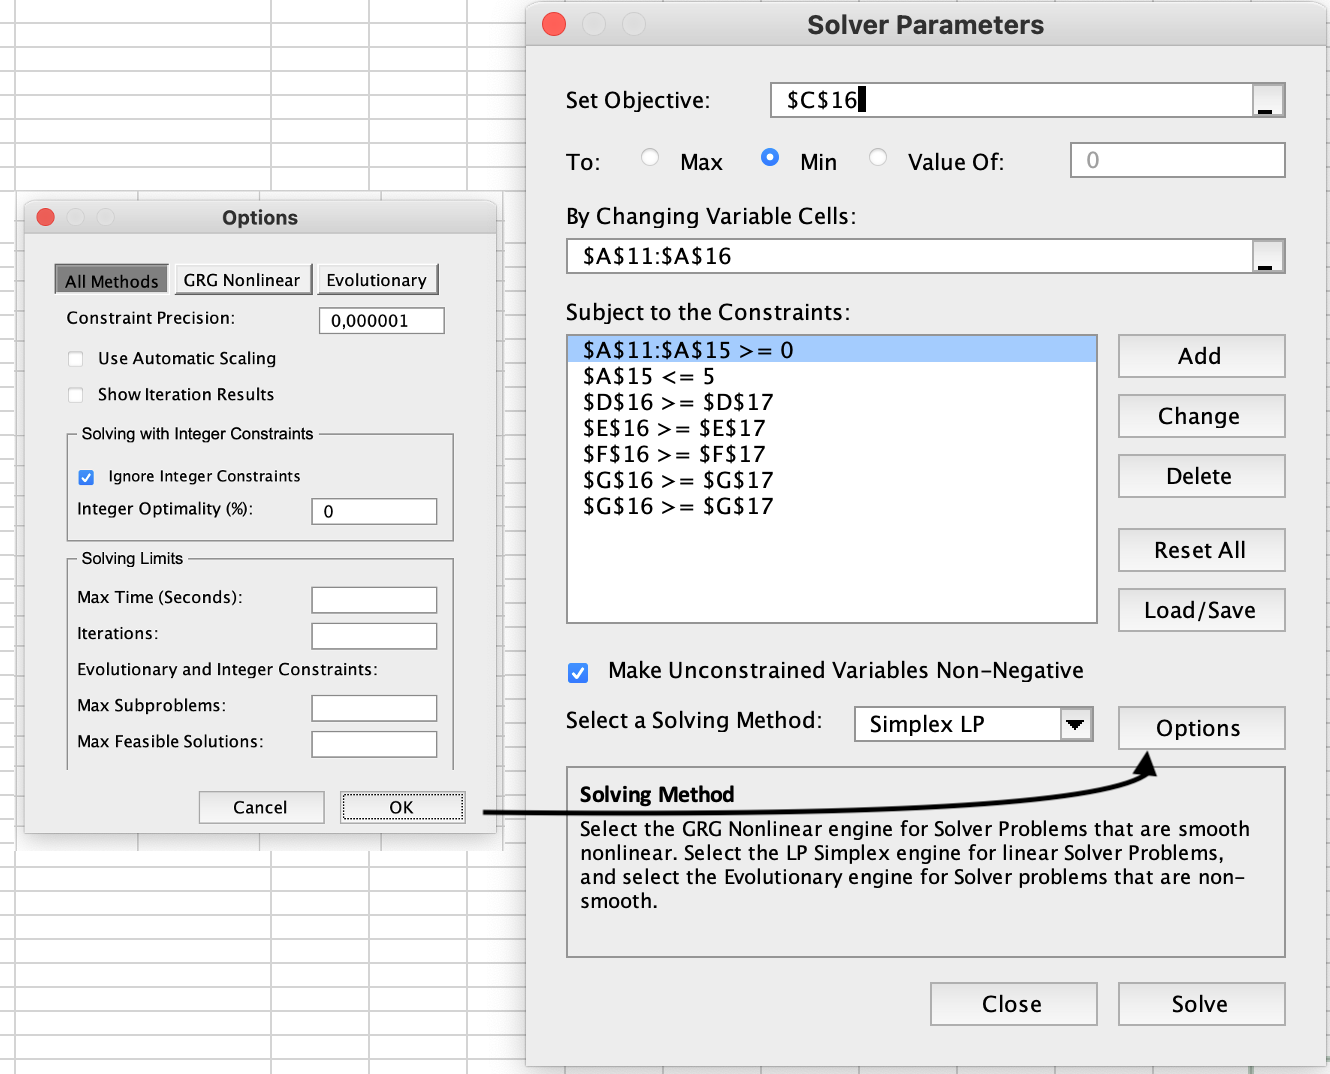 Options
All Methods GRG Nonlinear Evolutionary
Constraint Precision: 0,000001
Use Automatic Scaling
Show Iteration Results
Solving with Integer Constraints
Ignore Integer Constraints
Integer Optimality (%): 0
Solving Limits
Max Time (Seconds):
Iterations:
Evolutionary and Integer Constraints:
Max Subproblems:
Max Feasible Solutions:
Cancel OK
Solver Parameters
Set Objective: $C$16
To: Max Min Value Of: 0
By Changing Variable Cells:
$A$11:$A$16
Subject to the Constraints:
$A$11:$A$15 >= 0
$A$15 <= 5
$D$16 >= $D$17
$E$16 >= $E$17
$F$16 >= $F$17
$G$16 >= $G$17
$G$16 >= $G$17
Add
Change
Delete
Reset All
Load/Save
Make Unconstrained Variables Non-Negative
Select a Solving Method: Simplex LP Options
Solving Method
Select the GRG Nonlinear engine for Solver Problems that are smooth
nonlinear. Select the LP Simplex engine for linear Solver Problems,
and select the Evolutionary engine for Solver problems that are non-
smooth.
Close Solve